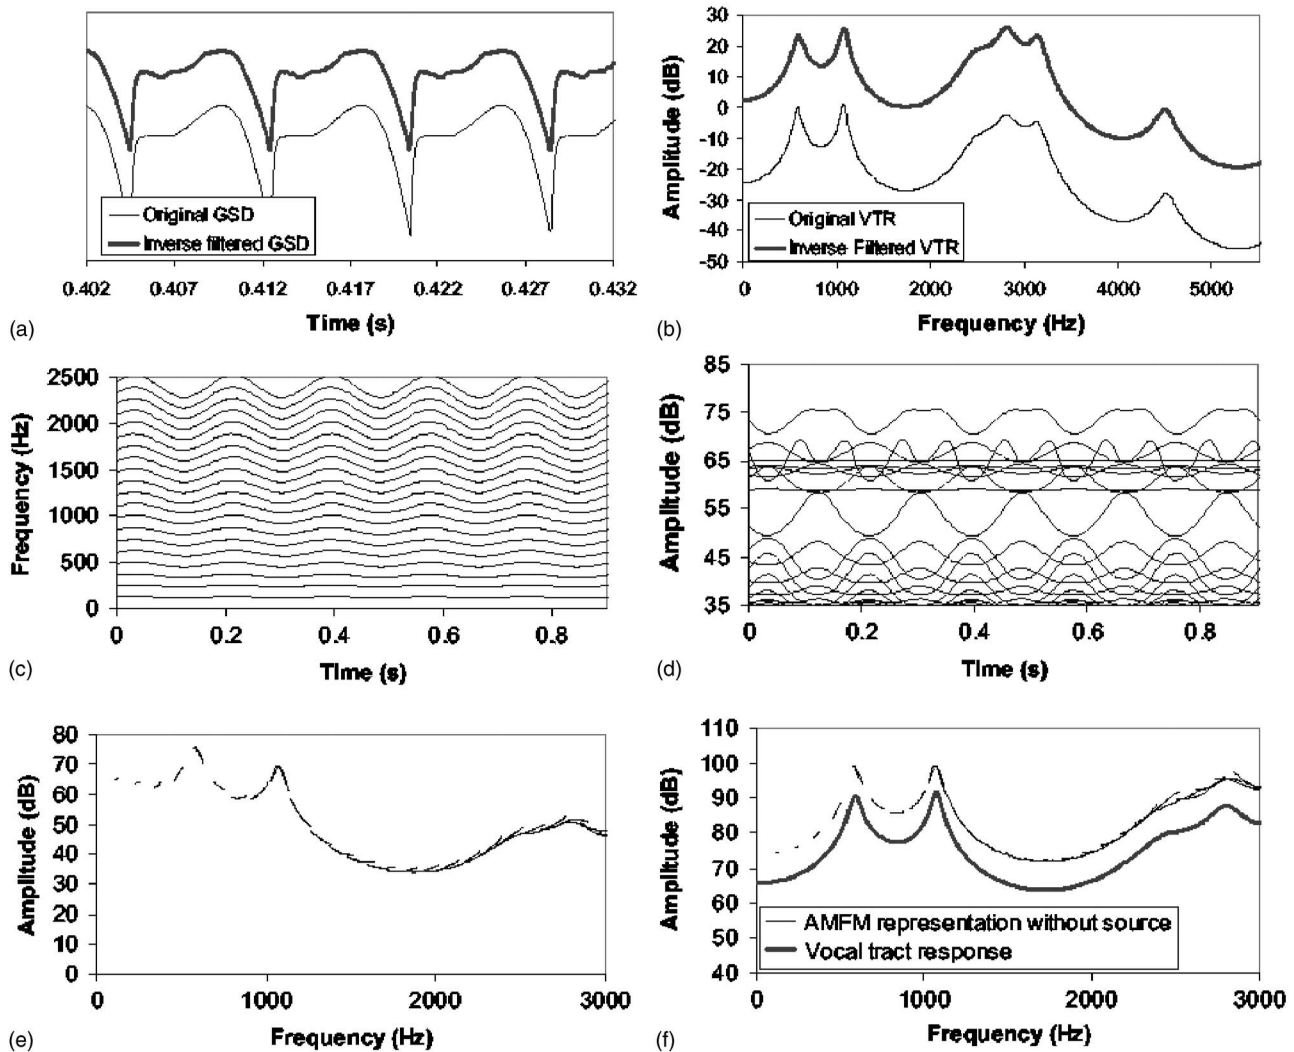 Amplitude (dB)
30
20
10
0
-10
-20
-30
-40
-50
Original GSD
Inverse filtered GSD
Original VTR
Inverse Filtered VTR
0.402 0.407 0.412 0.417 0.422 0.427 0.432
0 1000 2000 3000 4000 5000
(a) Time (s)
(b) Frequency (Hz)
Frequency (Hz)
2500
2000
1500
1000
500
0
0 0.2 0.4 0.6 0.8
(c) Time (s)
Amplitude (dB)
85
75
65
55
45
35
0 0.2 0.4 0.6 0.8
(d) Time (s)
Amplitude (dB)
80
70
60
50
40
30
20
10
0
0 1000 2000 3000
(e) Frequency (Hz)
Amplitude (dB)
110
100
90
80
70
60
50
40
AMFM representation without source
Vocal tract response
0 1000 2000 3000
(f) Frequency (Hz)